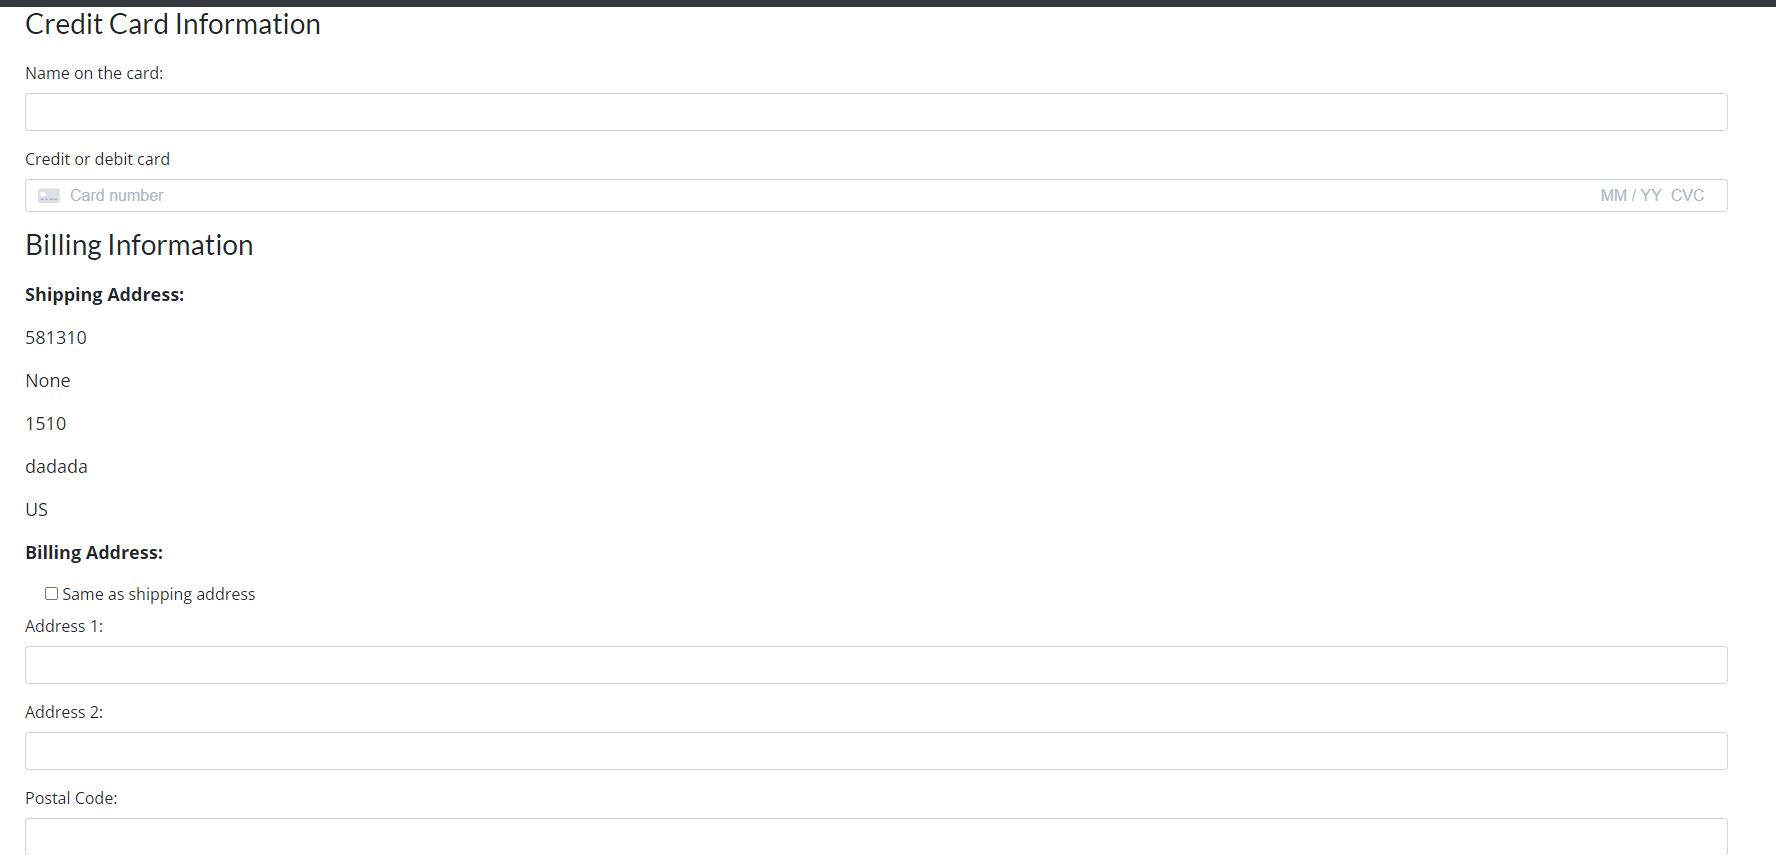 Credit Card Information
Name on the card:
Credit or debit card
Card number MM / YY CVC
Billing Information
Shipping Address:
581310
None
1510
dadada
US
Billing Address:
Same as shipping address
Address 1:
Address 2:
Postal Code: